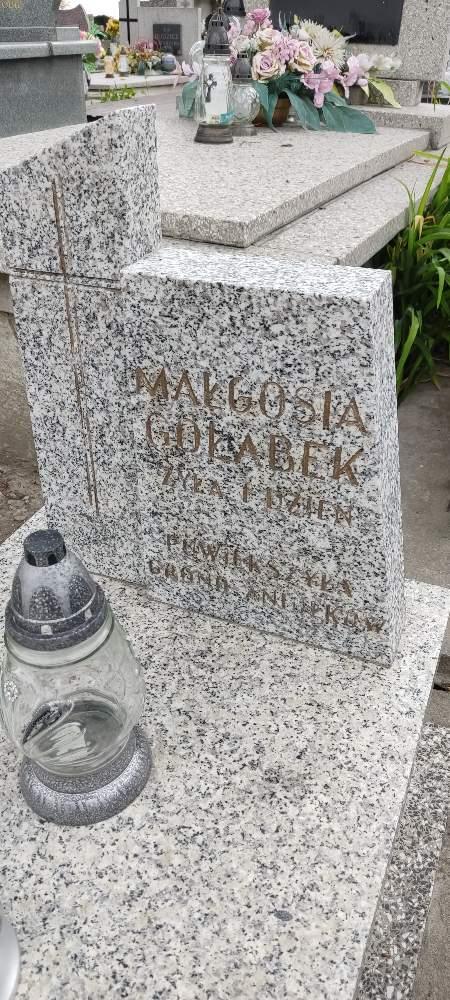 MAŁGOSIA
GOŁĄBEK
ŻYŁA 1 DZIEŃ
POWIĘKSZYŁA
GRONO ANIOŁKÓW